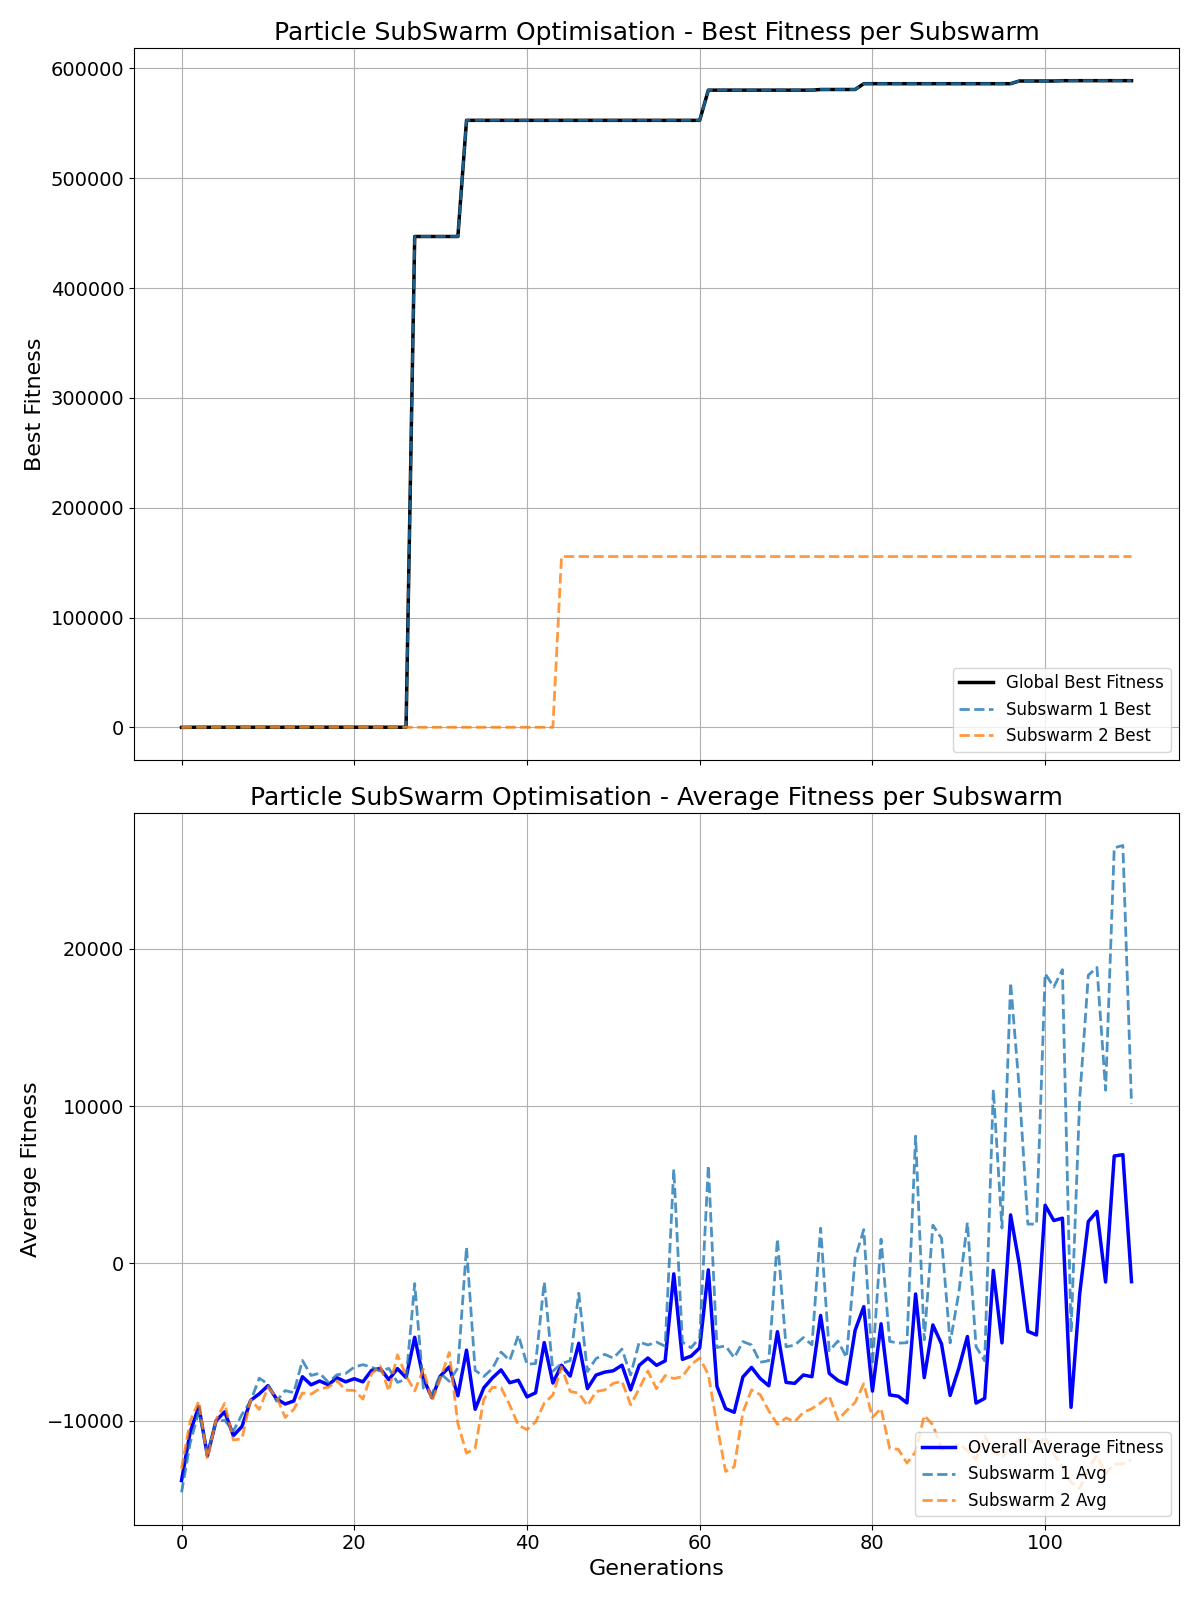 Particle SubSwarm Optimisation - Best Fitness per Subswarm
600000
500000
400000
300000
200000
100000
0
Best Fitness
Global Best Fitness
Subswarm 1 Best
Subswarm 2 Best
Particle SubSwarm Optimisation - Average Fitness per Subswarm
20000
10000
0
−10000
Average Fitness
Overall Average Fitness
Subswarm 1 Avg
Subswarm 2 Avg
0 20 40 60 80 100
Generations